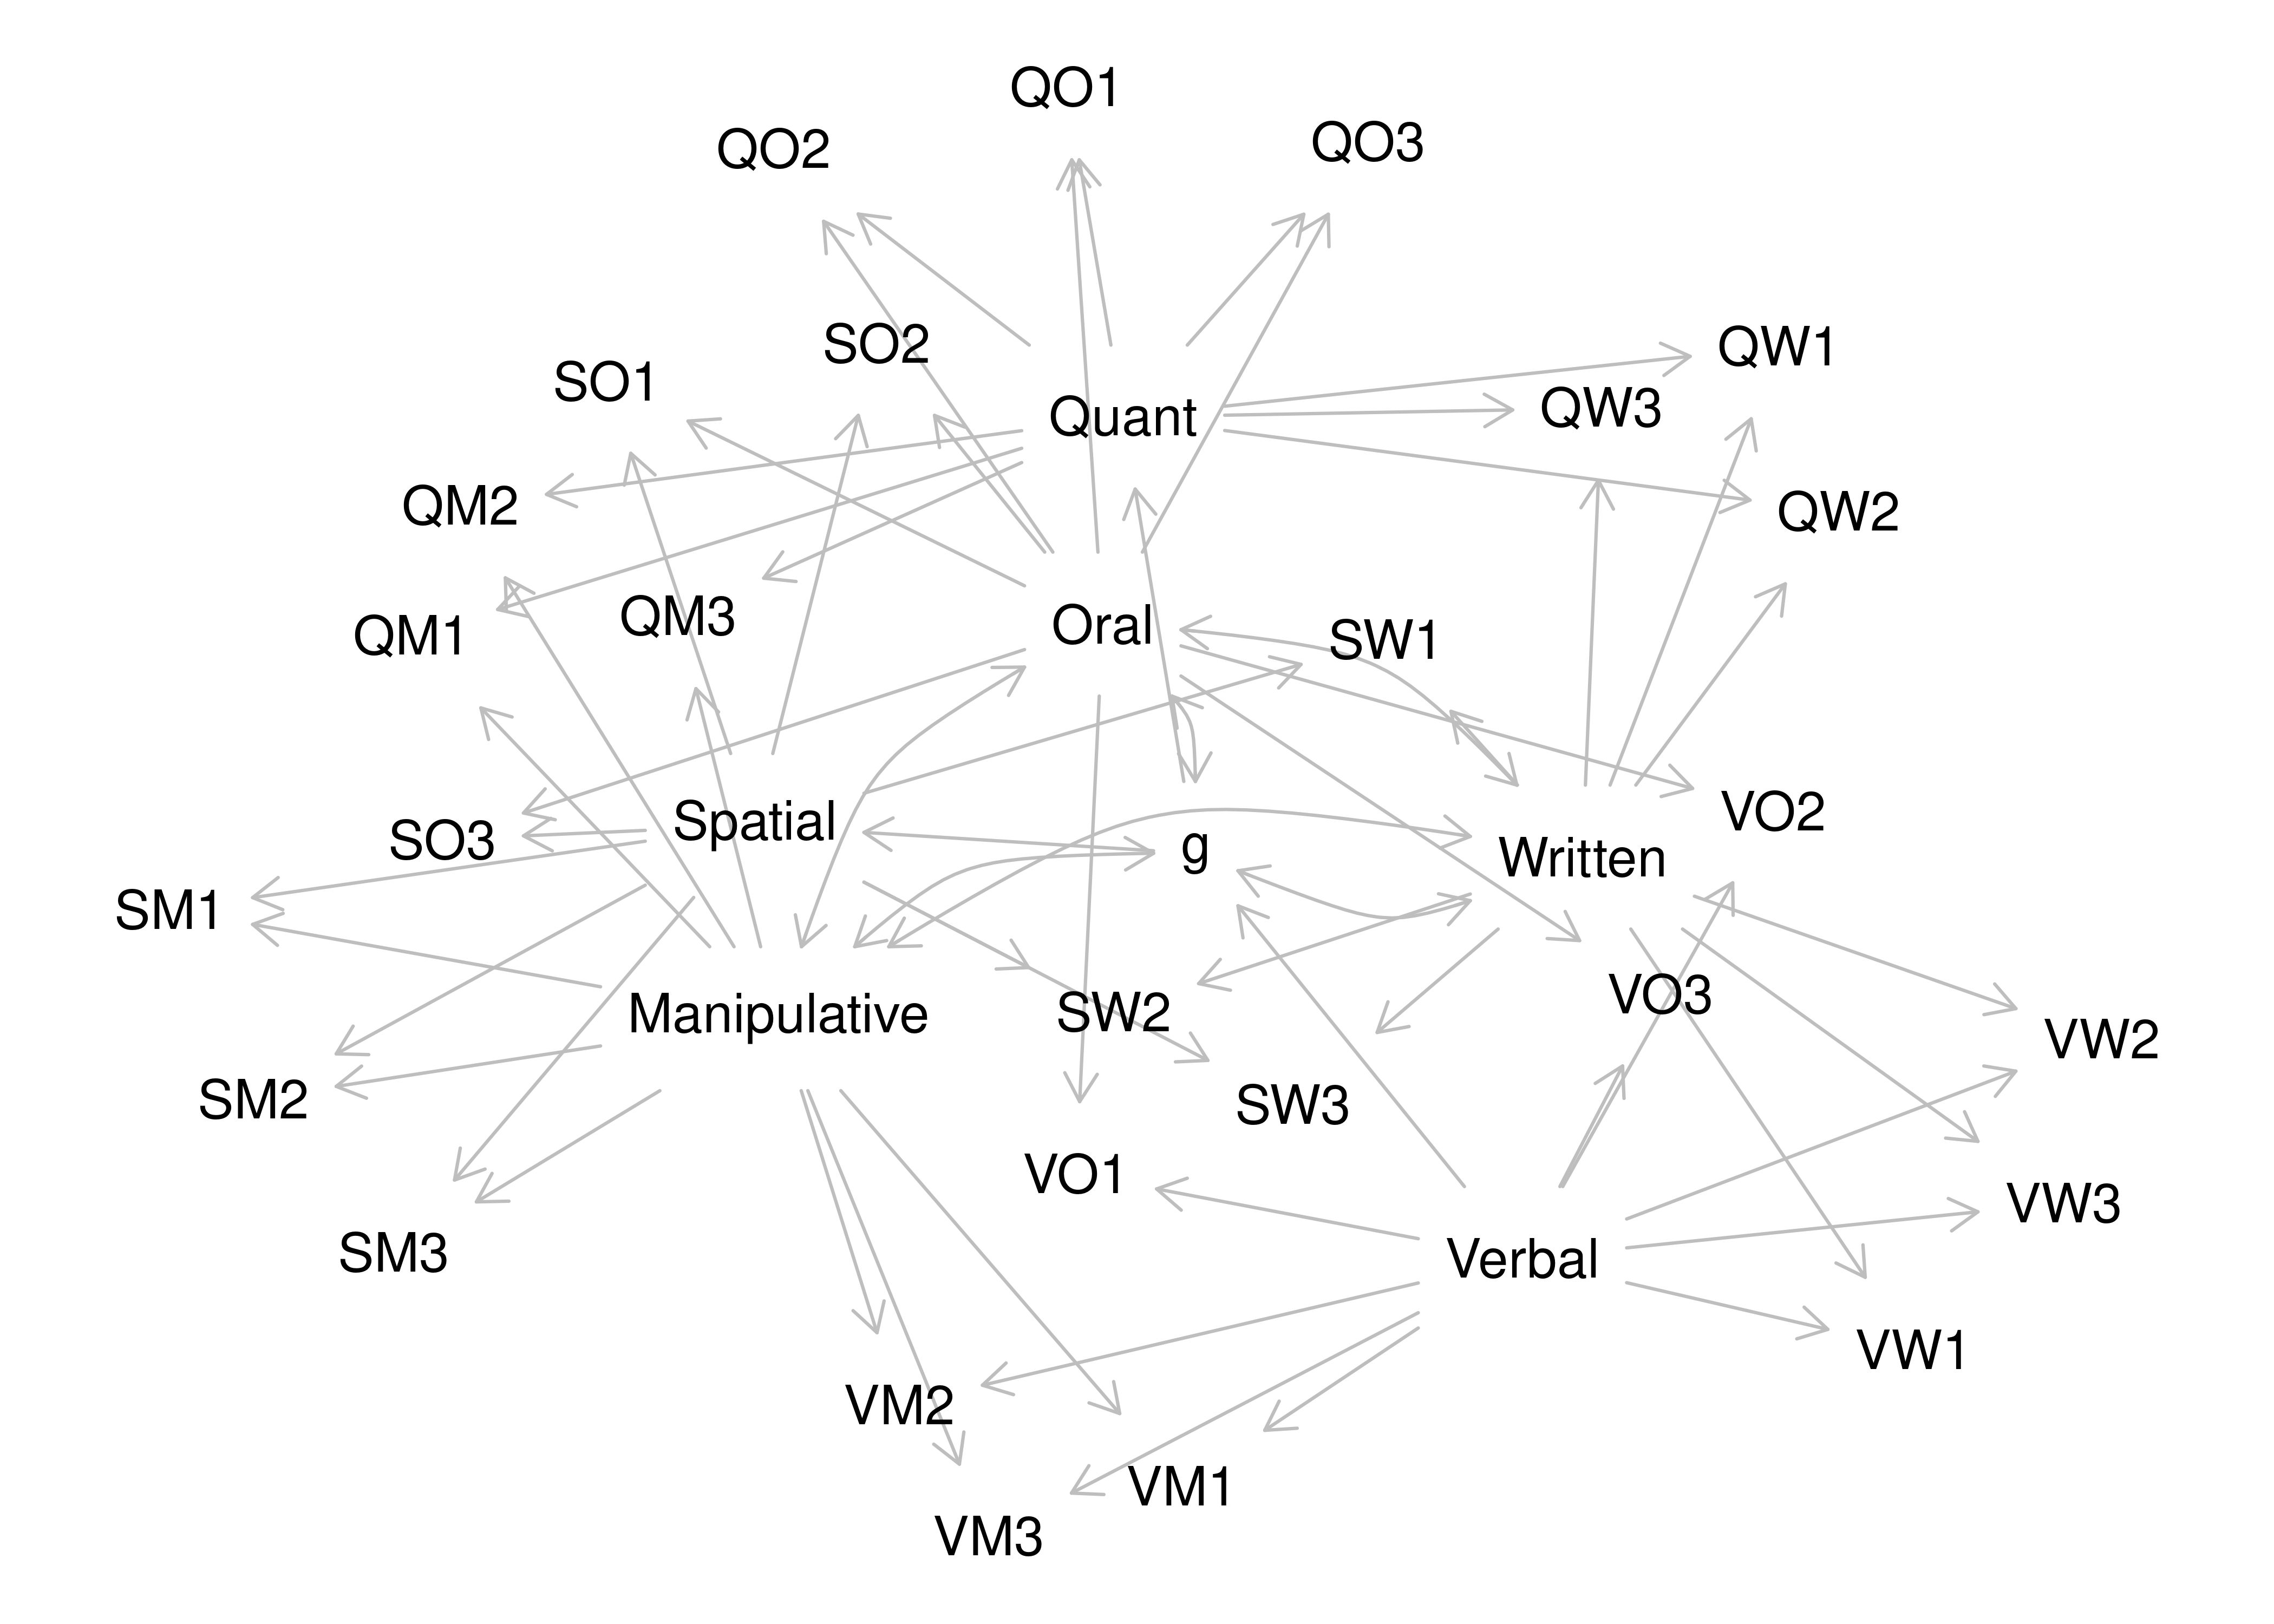 QO1
QO2
QO3
SO2
QW1
SO1
QW3
Quant
QM2
QW2
QM3
QM1
Oral
SW1
Spatial
VO2
SO3
g
Written
SM1
VO3
Manipulative
SW2
VW2
SM2
SW3
VO1
VW3
SM3
Verbal
VW1
VM2
VM1
VM3